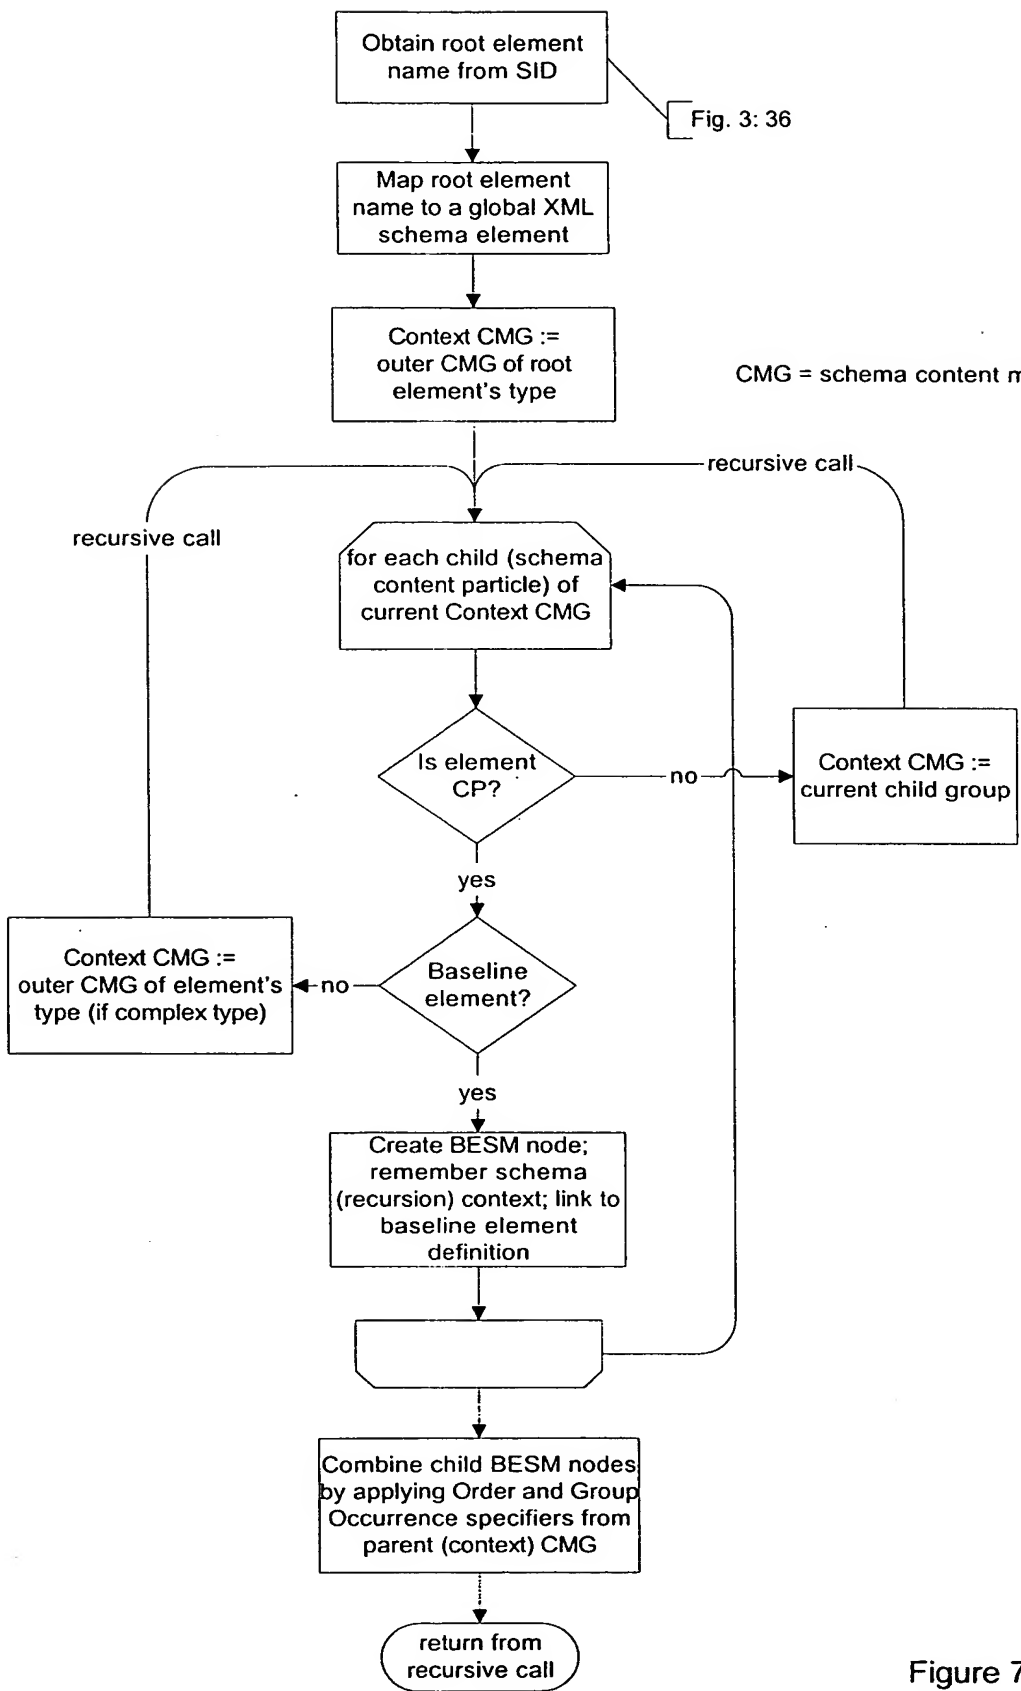 Obtain root element
name from SID
Fig. 3: 36
Map root element
name to a global XML
schema element
Context CMG :=
outer CMG of root
element's type
CMG = schema content m
recursive call
recursive call
for each child (schema
content particle) of
current Context CMG
Is element
CP?
no
Context CMG :=
current child group
yes
Baseline
element?
no
Context CMG :=
outer CMG of element's
type (if complex type)
yes
Create BESM node;
remember schema
(recursion) context; link to
baseline element
definition
Combine child BESM nodes
by applying Order and Group
Occurrence specifiers from
parent (context) CMG
return from
recursive call
Figure 7